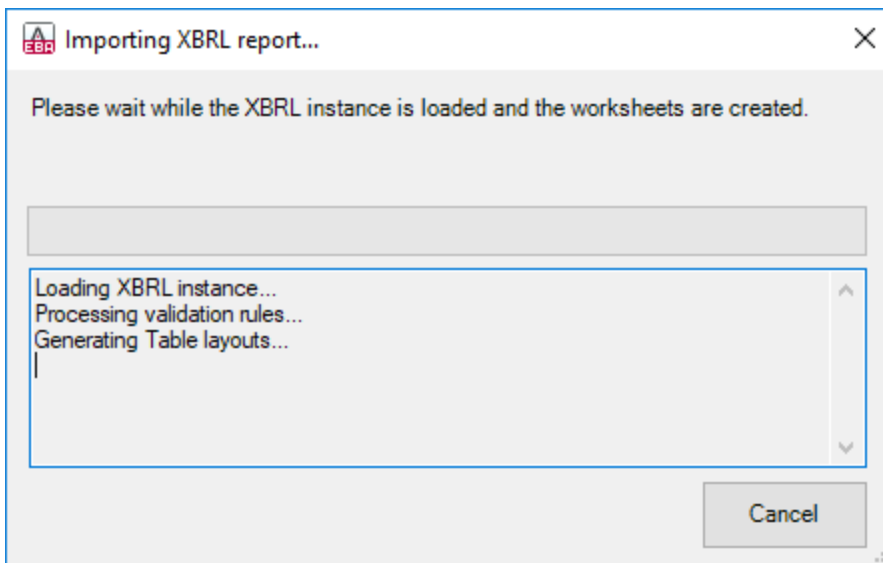 EBA
Importing XBRL report...
Please wait while the XBRL instance is loaded and the worksheets are created.
Loading XBRL instance...
Processing validation rules...
Generating Table layouts...
Cancel